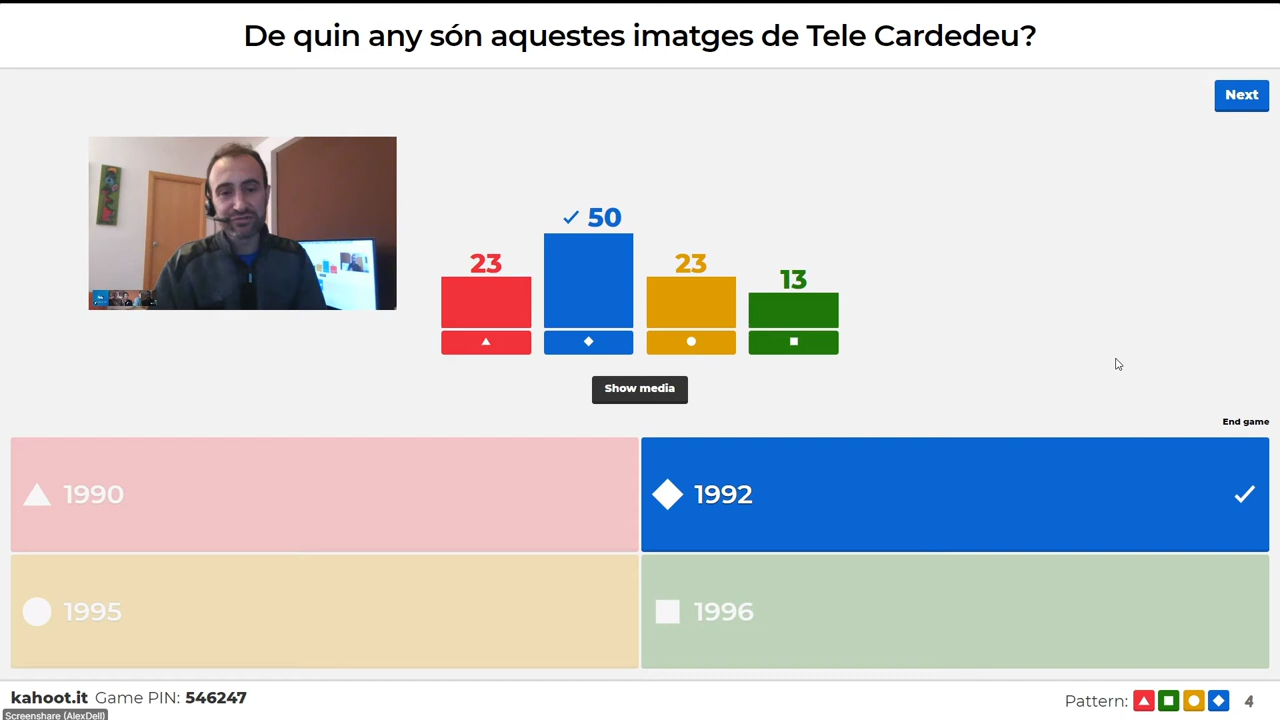 De quin any són aquestes imatges de Tele Cardedeu?
Next
23
50
23
13
Show media
End game
1990
1992
1995
1996
kahoot.it Game PIN: 546247
Pattern: 4
Screenshare (AlexDell)